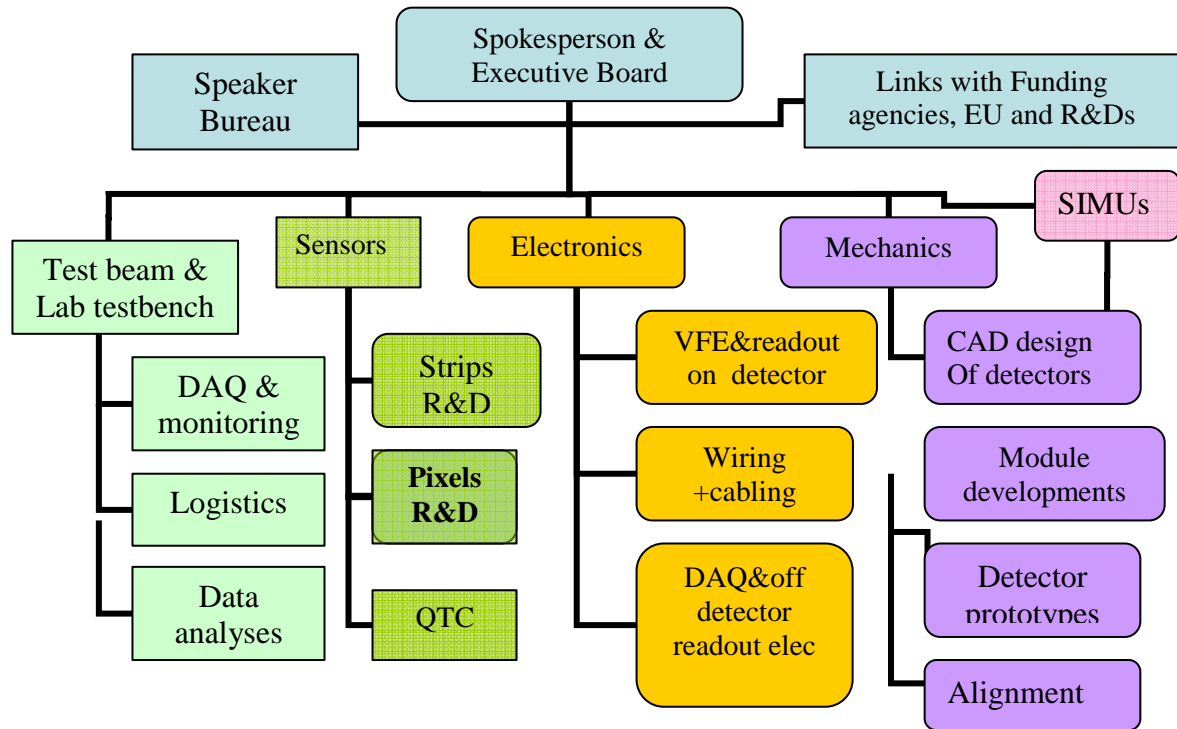 Spokesperson &
Executive Board
Speaker
Bureau
Links with Funding
agencies, EU and R&Ds
SIMUs
Test beam &
Lab testbench
Sensors
Electronics
Mechanics
DAQ &
monitoring
Logistics
Data
analyses
Strips
R&D
Pixels
R&D
QTC
VFE&readout
on detector
Wiring
+cabling
DAQ&off
detector
readout elec
CAD design
Of detectors
Module
developments
Detector
prototypes
Alignment